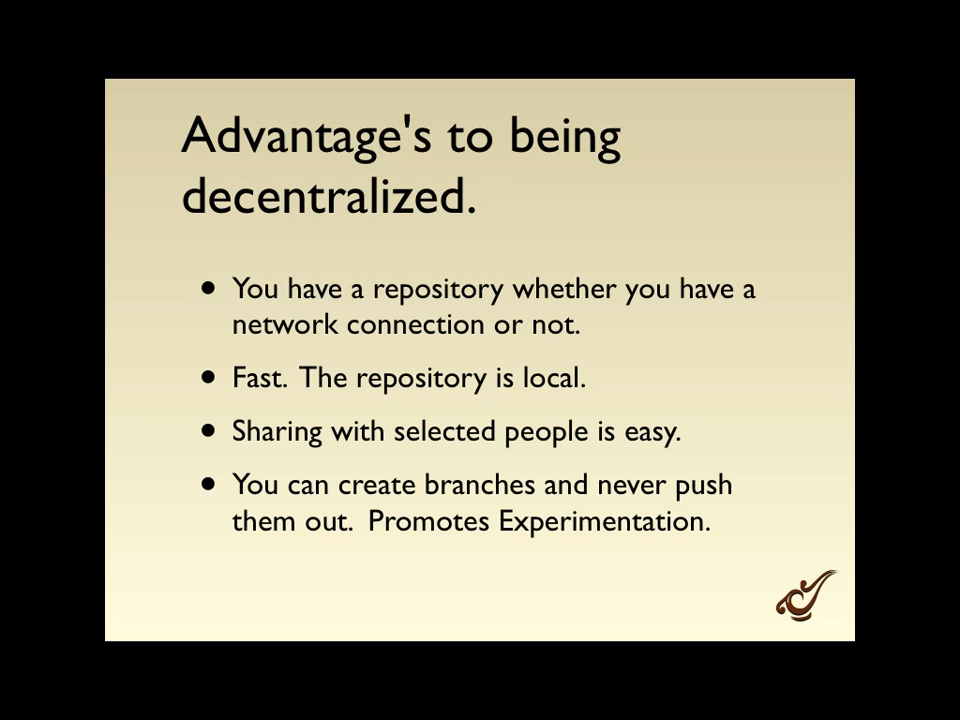 Advantage's to being
decentralized.
• You have a repository whether you have a
network connection or not.
• Fast.  The repository is local.
• Sharing with selected people is easy.
• You can create branches and never push
them out.  Promotes Experimentation.